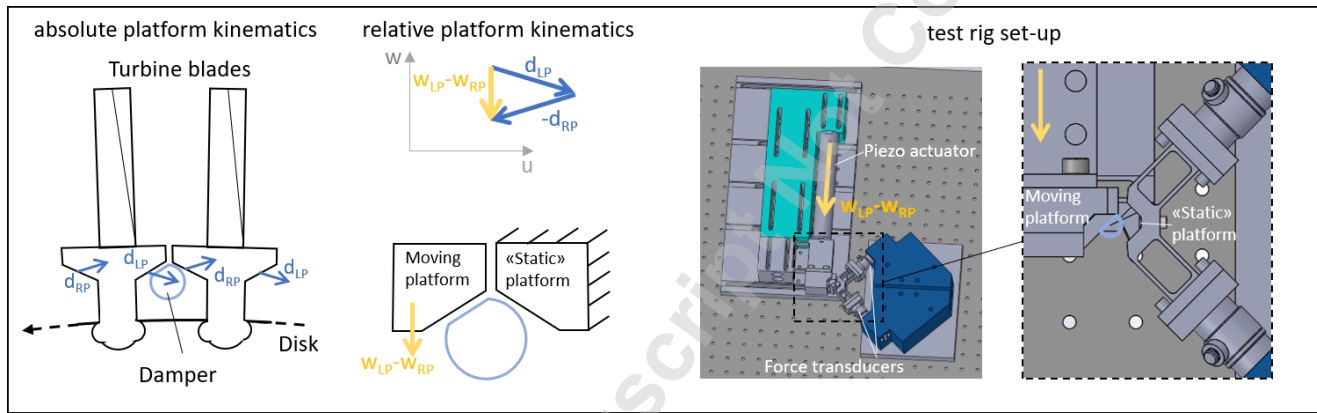 absolute platform kinematics
Turbine blades
d_RP
d_LP
d_RP
d_LP
Disk
Damper
relative platform kinematics
w
w_LP-w_RP
d_LP
-d_RP
u
Moving
platform
«Static»
platform
w_LP-w_RP
test rig set-up
Piezo actuator
w_LP-w_RP
Force transducers
Moving
platform
«Static»
platform